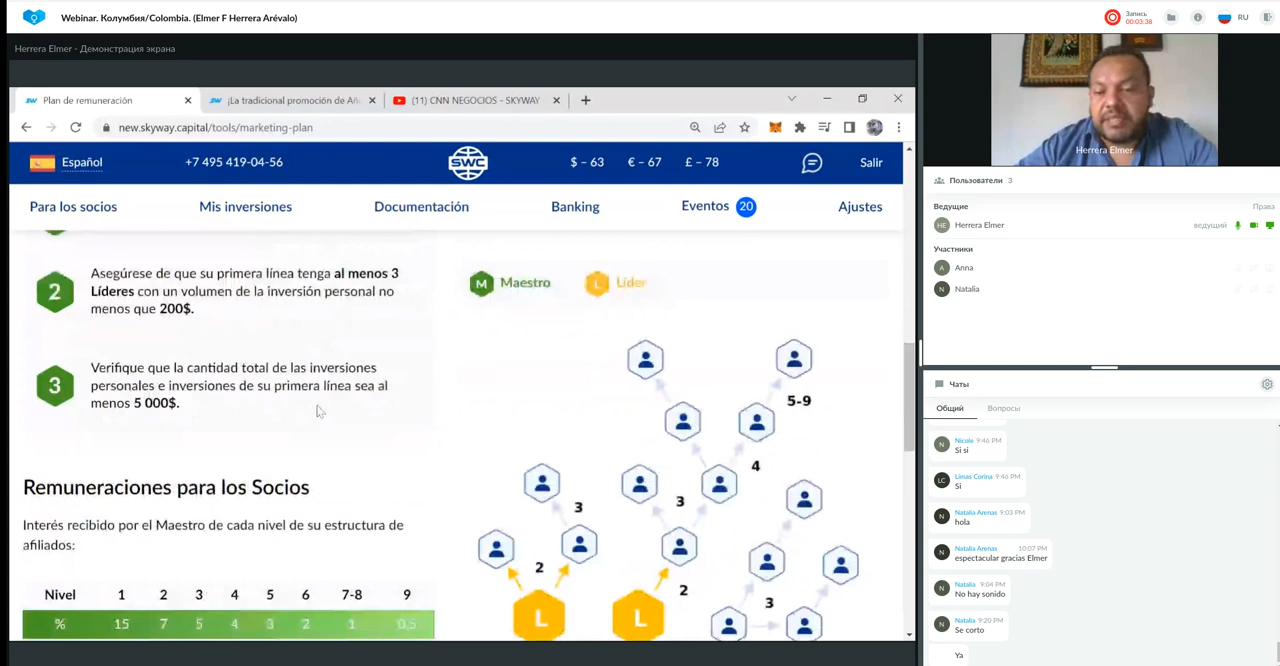 Webinar. Колумбия/Colombia. (Elmer F Herrera Arévalo)
Запись
00:03:38
RU
Herrera Elmer - Демонстрация экрана
Plan de remuneración
¡La tradicional promoción de Añ
(11) CNN NEGOCIOS - SKYWAY
new.skyway.capital/tools/marketing-plan
Español
+7 495 419-04-56
SWC
$ – 63
€ – 67
£ – 78
Salir
Para los socios
Mis inversiones
Documentación
Banking
Eventos 20
Ajustes
2
Asegúrese de que su primera línea tenga al menos 3
Líderes con un volumen de la inversión personal no
menos que 200$.
3
Verifique que la cantidad total de las inversiones
personales e inversiones de su primera línea sea al
menos 5 000$.
Remuneraciones para los Socios
Interés recibido por el Maestro de cada nivel de su estructura de
afiliados:
Nivel 1 2 3 4 5 6 7-8 9
% 15 7 5 4 3 2 1 0,5
M Maestro
L Líder
5-9
4
3
3
2
2
3
L
L
Herrera Elmer
Пользователи 3
Ведущие
Права
HE
Herrera Elmer
ведущий
Участники
A
Anna
N
Natalia
Чаты
Общий
Вопросы
N
Nicole 9:46 PM
Si si
LC
Limas Corina 9:46 PM
Si
N
Natalia Arenas 9:03 PM
hola
N
Natalia Arenas 10:07 PM
espectacular gracias Elmer
N
Natalia 9:04 PM
No hay sonido
N
Natalia 9:20 PM
Se corto
Ya